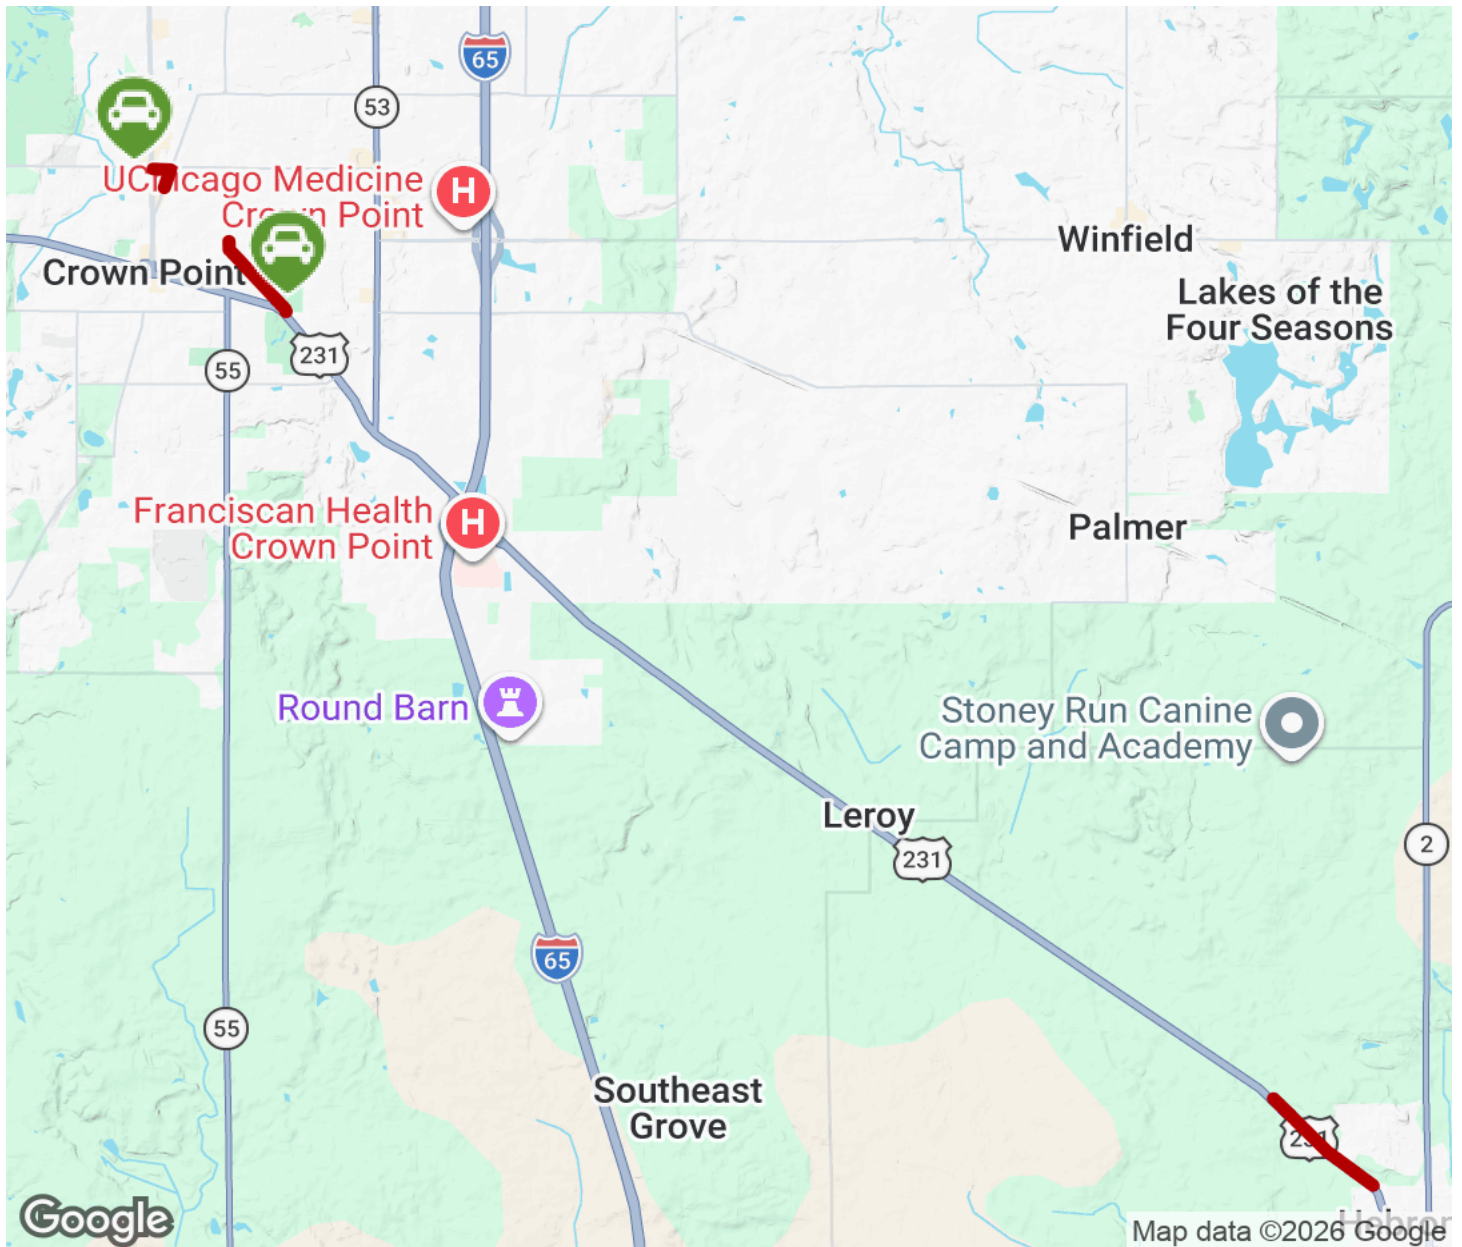 65
53
UChicago Medicine
Crown Point
Winfield
Crown Point
Lakes of the
Four Seasons
231
55
Franciscan Health
Crown Point
Palmer
Round Barn
Stoney Run Canine
Camp and Academy
Leroy
2
231
65
55
Southeast
Grove
231
Hebron
Google
Map data ©2026 Google